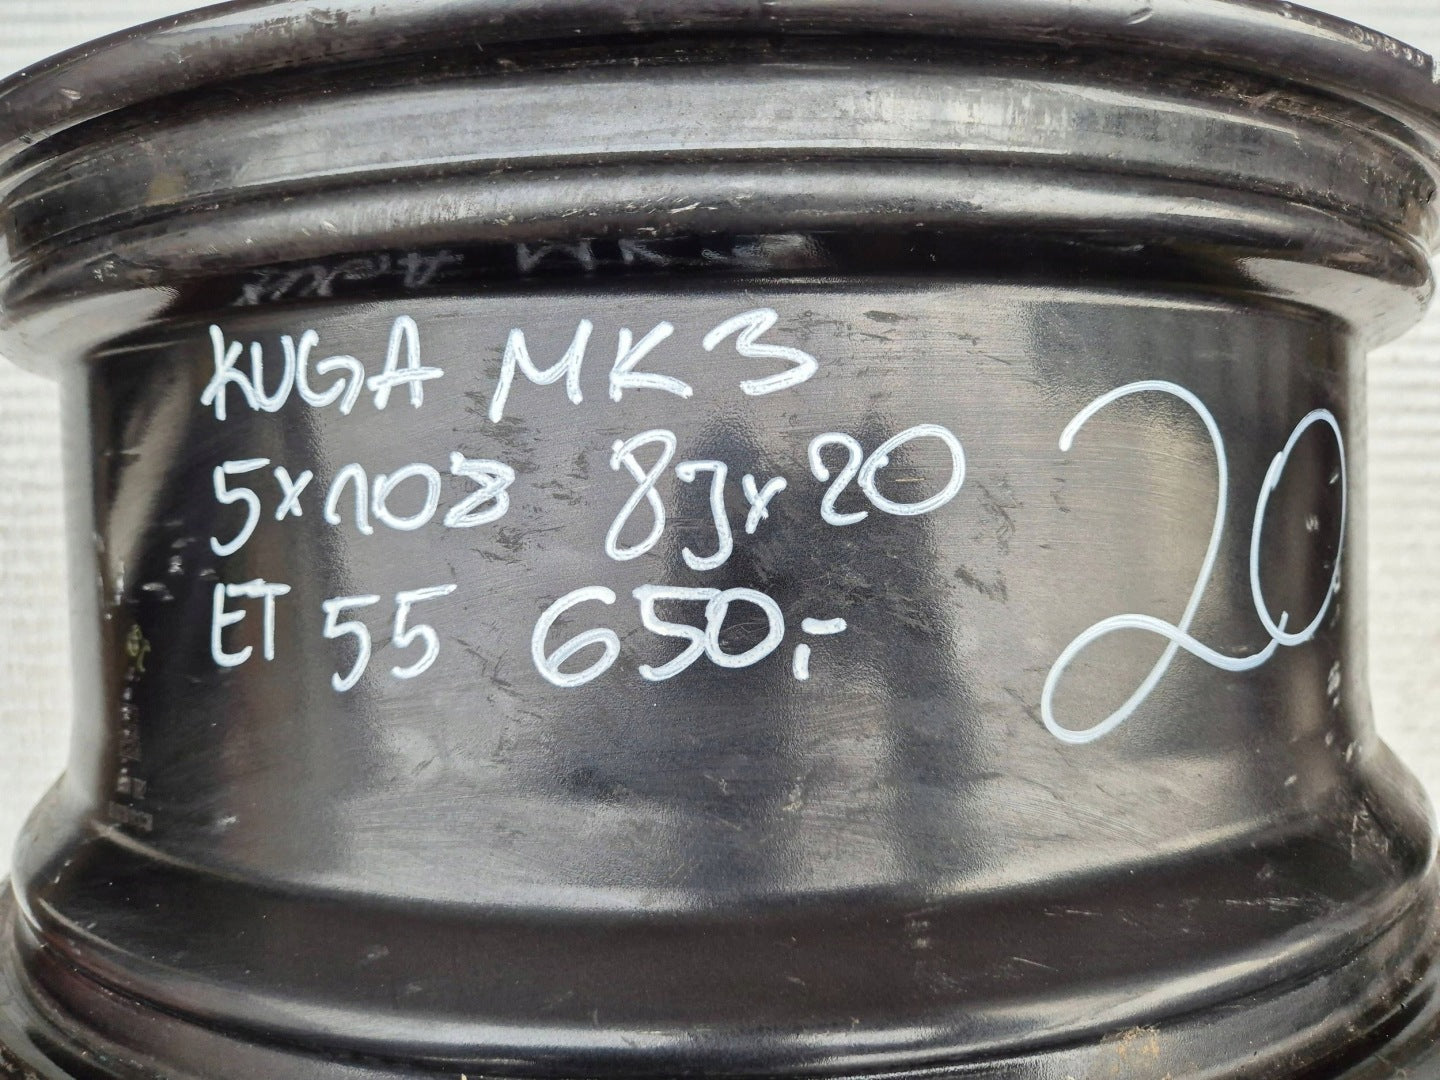 KUGA MK3
5x108 8Jx20
ET 55 650,-
20